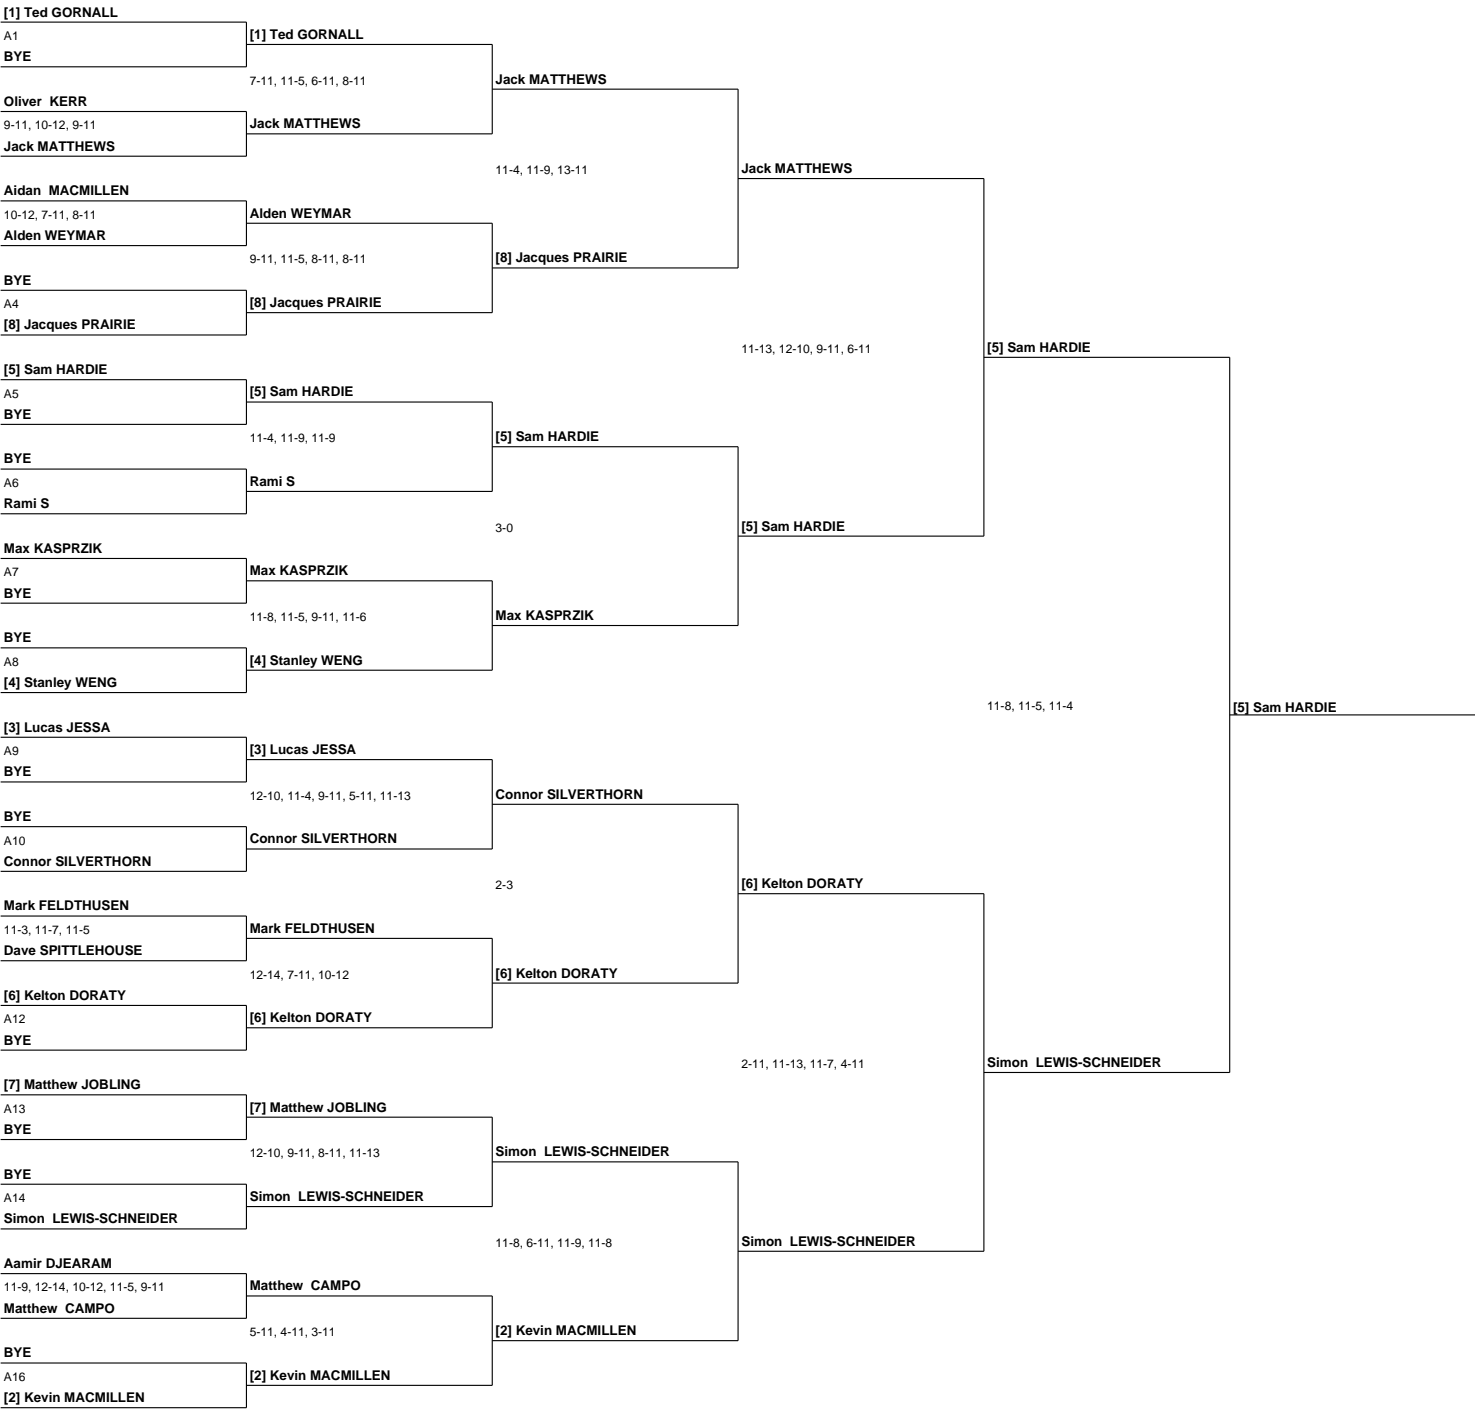 [1] Ted GORNALL
A1
BYE
Oliver KERR
9-11, 10-12, 9-11
Jack MATTHEWS
Aidan MACMILLEN
10-12, 7-11, 8-11
Alden WEYMAR
BYE
A4
[8] Jacques PRAIRIE
[5] Sam HARDIE
A5
BYE
BYE
A6
Rami S
Max KASPRZIK
A7
BYE
BYE
A8
[4] Stanley WENG
[3] Lucas JESSA
A9
BYE
BYE
A10
Connor SILVERTHORN
Mark FELDTHUSEN
11-3, 11-7, 11-5
Dave SPITTLEHOUSE
[6] Kelton DORATY
A12
BYE
[7] Matthew JOBLING
A13
BYE
BYE
A14
Simon LEWIS-SCHNEIDER
Aamir DJEARAM
11-9, 12-14, 10-12, 11-5, 9-11
Matthew CAMPO
BYE
A16
[2] Kevin MACMILLEN
[1] Ted GORNALL
7-11, 11-5, 6-11, 8-11
Jack MATTHEWS
Alden WEYMAR
9-11, 11-5, 8-11, 8-11
[8] Jacques PRAIRIE
[5] Sam HARDIE
11-4, 11-9, 11-9
Rami S
Max KASPRZIK
11-8, 11-5, 9-11, 11-6
[4] Stanley WENG
[3] Lucas JESSA
12-10, 11-4, 9-11, 5-11, 11-13
Connor SILVERTHORN
Mark FELDTHUSEN
12-14, 7-11, 10-12
[6] Kelton DORATY
[7] Matthew JOBLING
12-10, 9-11, 8-11, 11-13
Simon LEWIS-SCHNEIDER
Matthew CAMPO
5-11, 4-11, 3-11
[2] Kevin MACMILLEN
Jack MATTHEWS
11-4, 11-9, 13-11
[8] Jacques PRAIRIE
[5] Sam HARDIE
3-0
Max KASPRZIK
Connor SILVERTHORN
2-3
[6] Kelton DORATY
Simon LEWIS-SCHNEIDER
11-8, 6-11, 11-9, 11-8
[2] Kevin MACMILLEN
Jack MATTHEWS
11-13, 12-10, 9-11, 6-11
[5] Sam HARDIE
[6] Kelton DORATY
2-11, 11-13, 11-7, 4-11
Simon LEWIS-SCHNEIDER
[5] Sam HARDIE
11-8, 11-5, 11-4
Simon LEWIS-SCHNEIDER
[5] Sam HARDIE